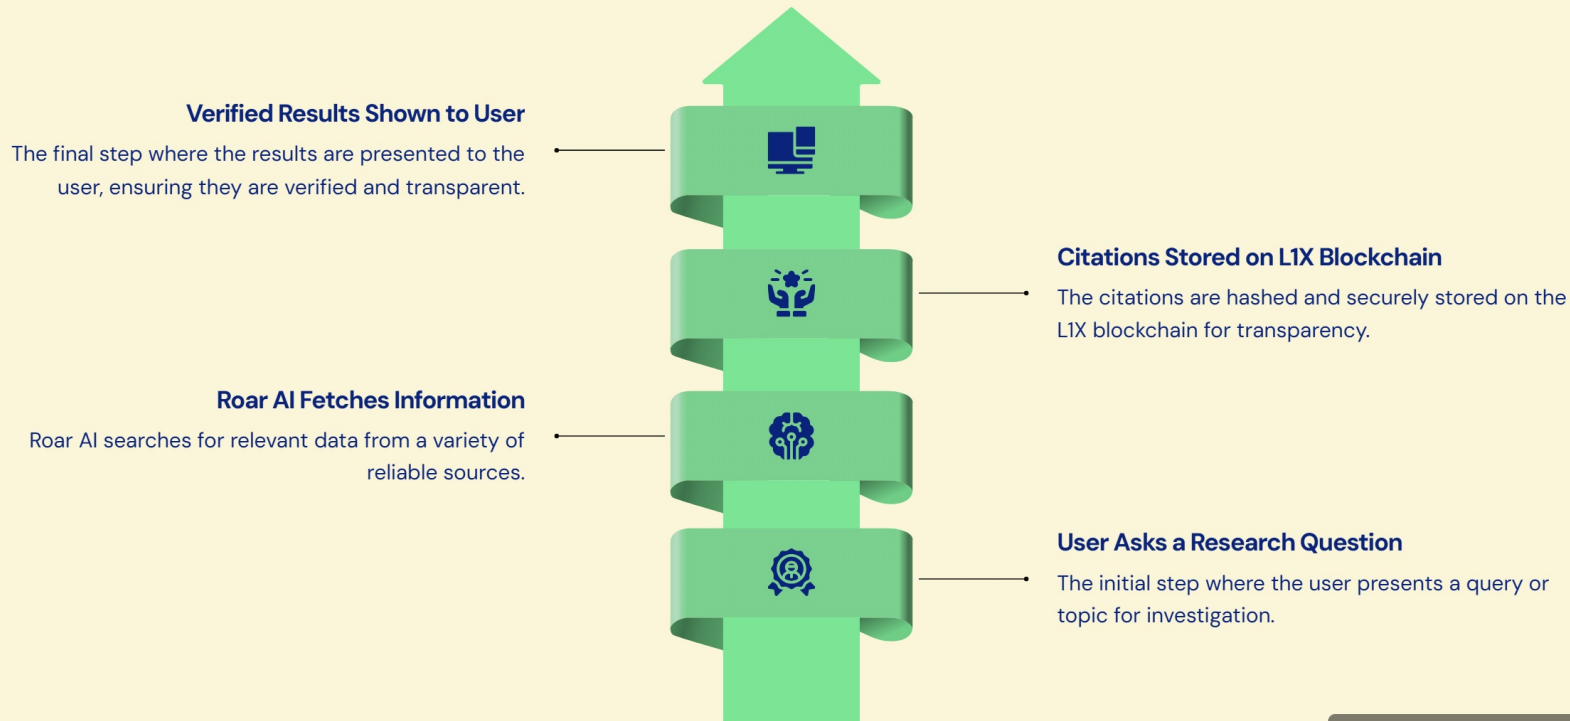 Verified Results Shown to User
The final step where the results are presented to the
user, ensuring they are verified and transparent.
Citations Stored on L1X Blockchain
The citations are hashed and securely stored on the
L1X blockchain for transparency.
Roar AI Fetches Information
Roar AI searches for relevant data from a variety of
reliable sources.
User Asks a Research Question
The initial step where the user presents a query or
topic for investigation.